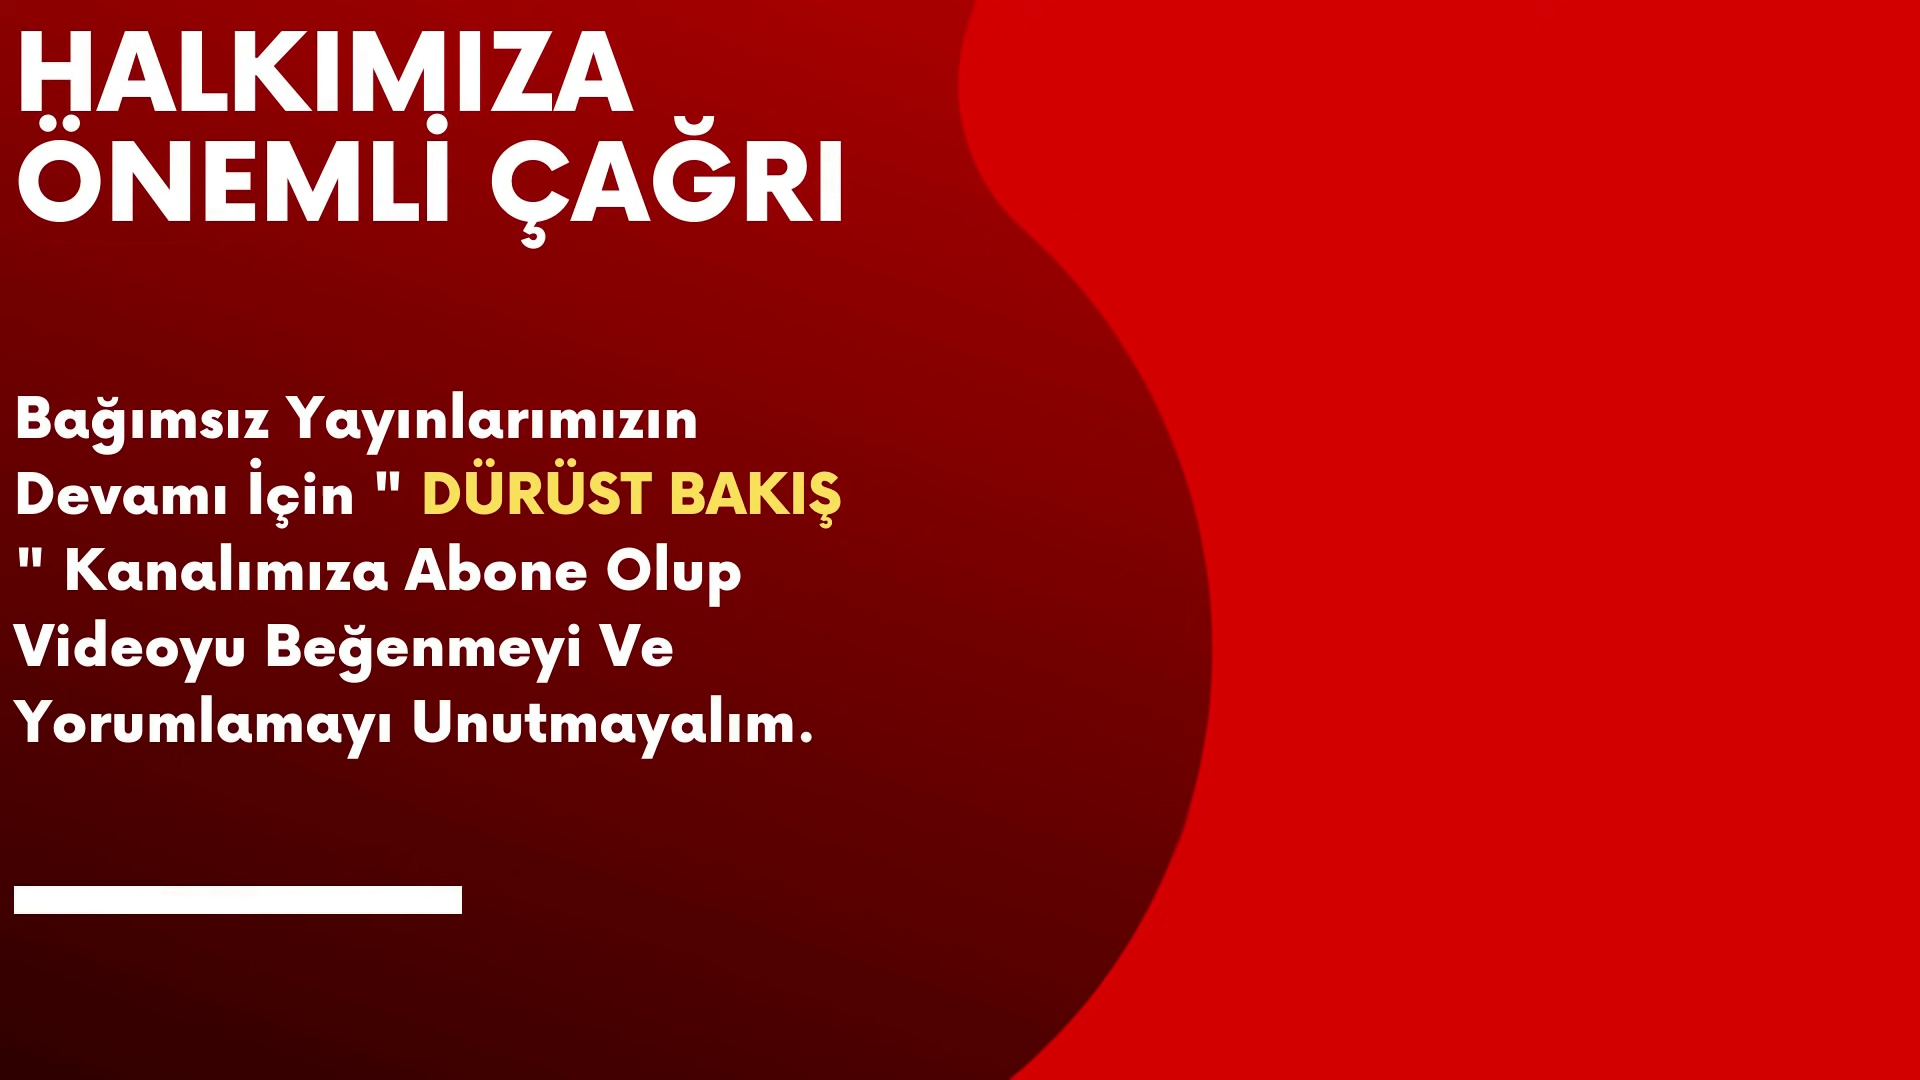 HALKIMIZA
ÖNEMLİ ÇAĞRI
Bağımsız Yayınlarımızın
Devamı İçin " DÜRÜST BAKIŞ
" Kanalımıza Abone Olup
Videoyu Beğenmeyi Ve
Yorumlamayı Unutmayalım.